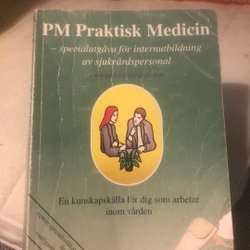 PM Praktisk Medicin
– specialutgåva för internutbildning
av sjukvårdspersonal
En kunskapskälla för dig som arbetar
inom vården